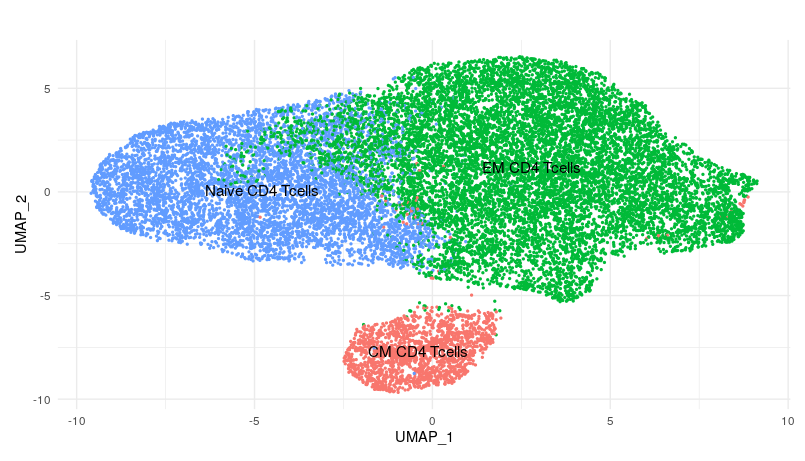 5
0
-5
-10
UMAP_2
EM CD4 Tcells
Naive CD4 Tcells
CM CD4 Tcells
-10
-5
0
5
10
UMAP_1